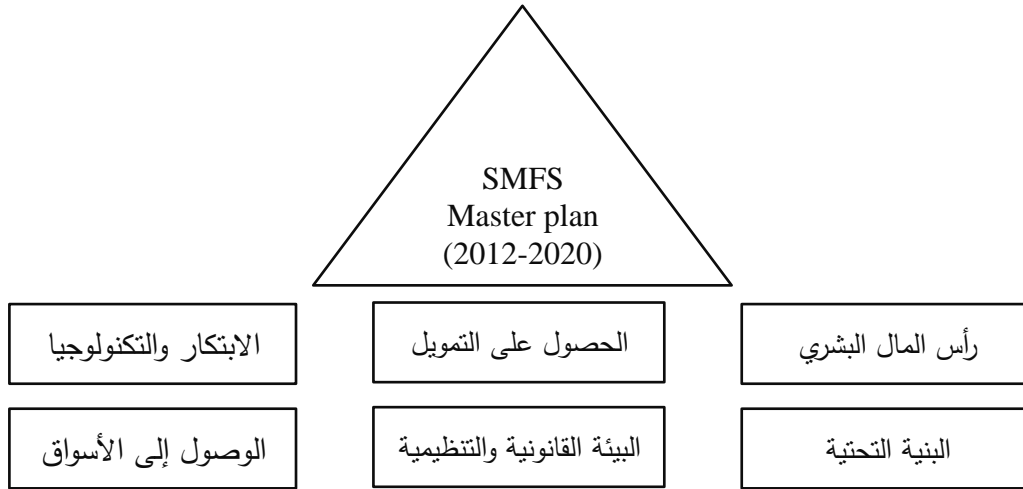 SMFS
Master plan
(2012-2020)
رأس المال البشري
الحصول على التمويل
الابتكار والتكنولوجيا
البنية التحتية
البيئة القانونية والتنظيمية
الوصول إلى الأسواق